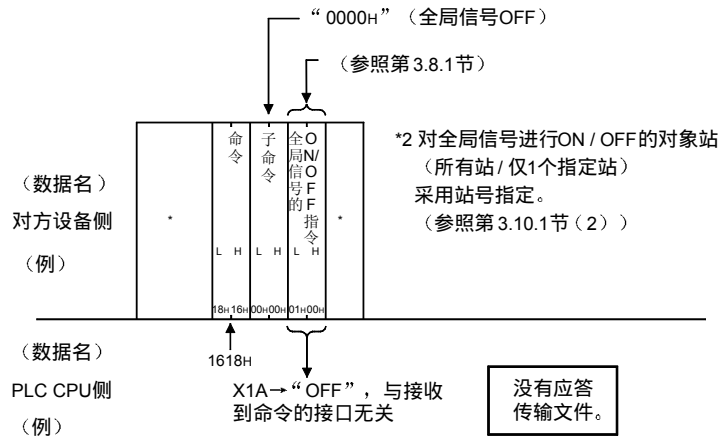 “0000H”（全局信号OFF）
（参照第3.8.1节）
*2 对全局信号进行ON / OFF的对象站
（所有站 / 仅1个指定站）
采用站号指定。
（参照第3.10.1节（2））
（数据名）
对方设备侧
（例）
*
命令
子命令
全局信号的
ON/OFF指令
*
L H L H L H
18H 16H 00H 00H 01H 00H
（数据名）
PLC CPU侧
（例）
1618H
X1A→“OFF”，与接收
到命令的接口无关
没有应答
传输文件。